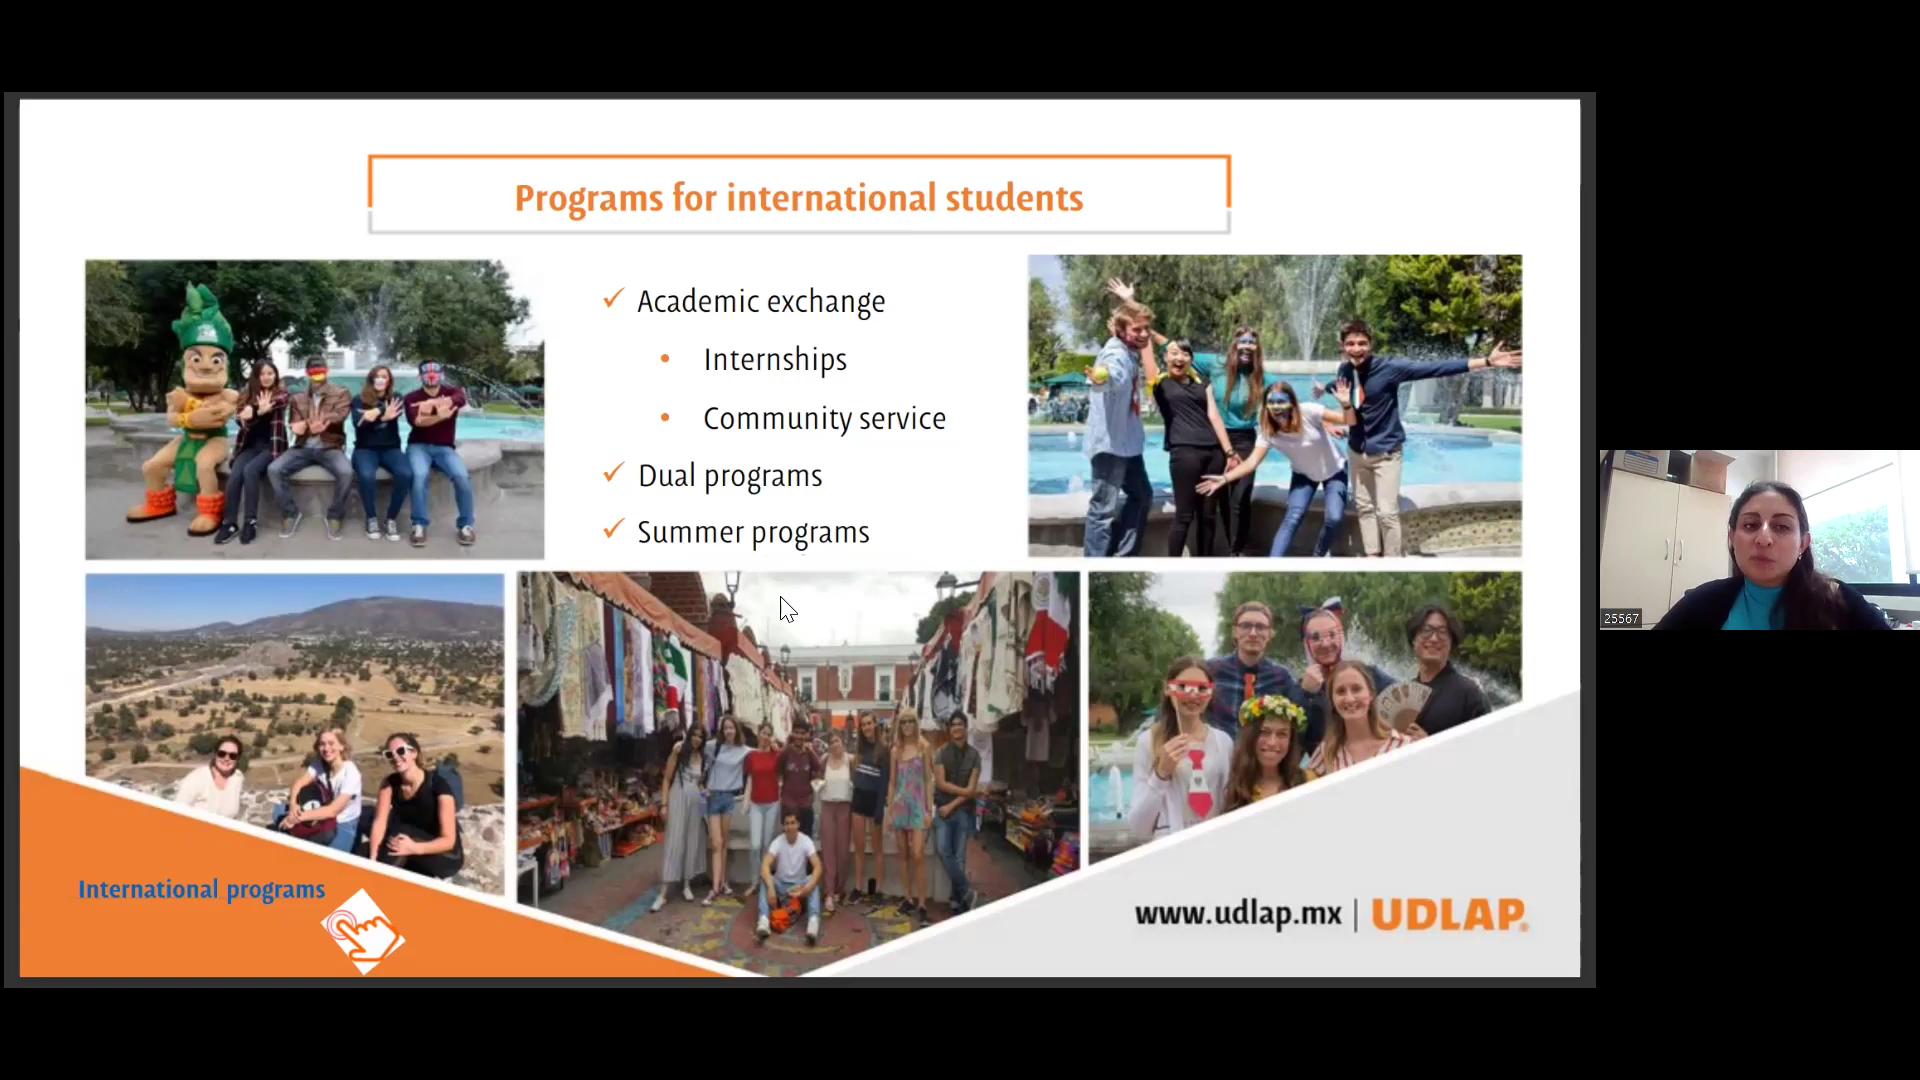 Programs for international students
Academic exchange
Internships
Community service
Dual programs
Summer programs
International programs
www.udlap.mx | UDLAP®
25567